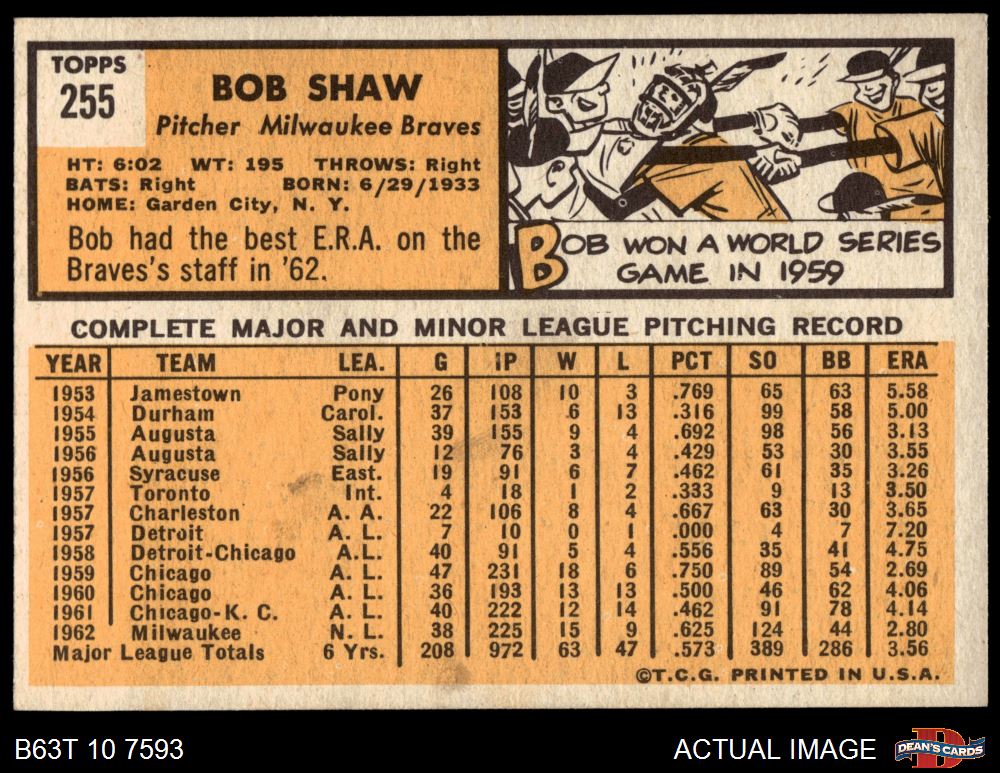 TOPPS
255
BOB SHAW
Pitcher Milwaukee Braves
HT: 6:02 WT: 195 THROWS: Right
BATS: Right BORN: 6/29/1933
HOME: Garden City, N. Y.
Bob had the best E.R.A. on the
Braves's staff in '62.
BOB WON A WORLD SERIES
GAME IN 1959
COMPLETE MAJOR AND MINOR LEAGUE PITCHING RECORD
YEAR TEAM LEA. G IP W L PCT SO BB ERA
1953 Jamestown Pony 26 108 10 3 .769 65 63 5.58
1954 Durham Carol. 37 153 6 13 .316 99 58 5.00
1955 Augusta Sally 39 155 9 4 .692 98 56 3.13
1956 Augusta Sally 12 76 3 4 .429 53 30 3.55
1956 Syracuse East. 19 91 6 7 .462 61 35 3.26
1957 Toronto Int. 4 18 1 2 .333 9 13 3.50
1957 Charleston A. A. 22 106 8 4 .667 63 30 3.65
1957 Detroit A. L. 7 10 0 1 .000 4 7 7.20
1958 Detroit-Chicago A.L. 40 91 5 4 .556 35 41 4.75
1959 Chicago A. L. 47 231 18 6 .750 89 54 2.69
1960 Chicago A. L. 36 193 13 13 .500 46 62 4.06
1961 Chicago-K. C. A. L. 40 222 12 14 .462 91 78 4.14
1962 Milwaukee N. L. 38 225 15 9 .625 124 44 2.80
Major League Totals 6 Yrs. 208 972 63 47 .573 389 286 3.56
©T.C.G. PRINTED IN U.S.A.
B63T 10 7593
ACTUAL IMAGE
D
DEAN'S CARDS